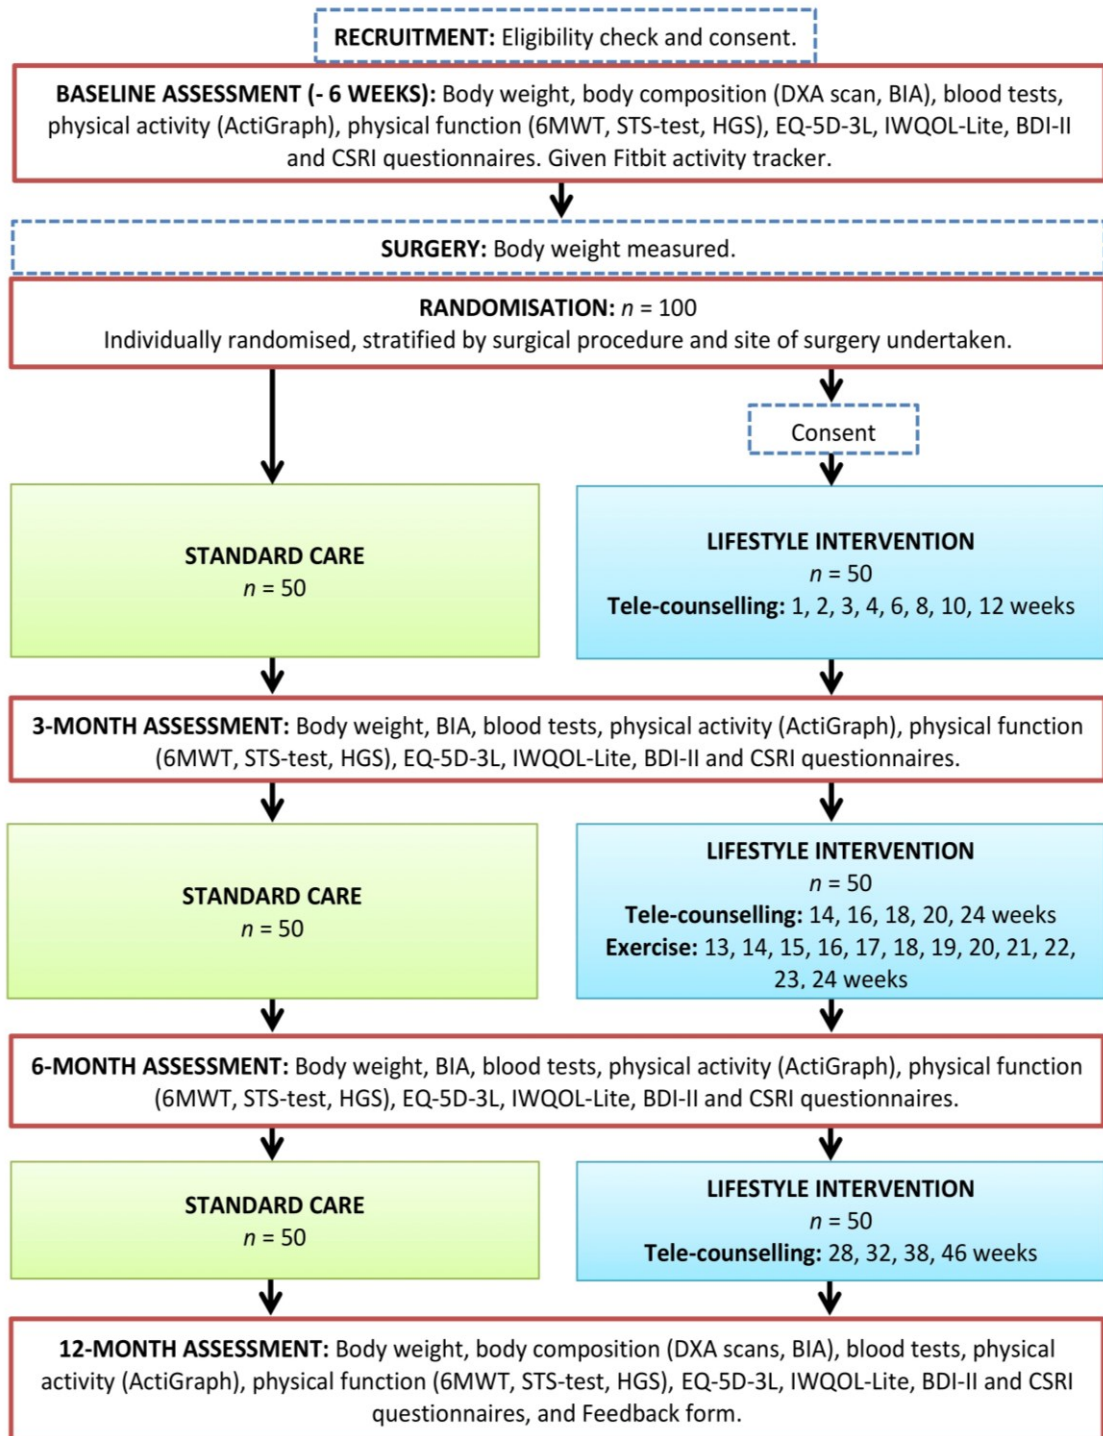 RECRUITMENT: Eligibility check and consent.
BASELINE ASSESSMENT (- 6 WEEKS): Body weight, body composition (DXA scan, BIA), blood tests,
physical activity (ActiGraph), physical function (6MWT, STS-test, HGS), EQ-5D-3L, IWQOL-Lite, BDI-II
and CSRI questionnaires. Given Fitbit activity tracker.
SURGERY: Body weight measured.
RANDOMISATION: n = 100
Individually randomised, stratified by surgical procedure and site of surgery undertaken.
Consent
STANDARD CARE
n = 50
LIFESTYLE INTERVENTION
n = 50
Tele-counselling: 1, 2, 3, 4, 6, 8, 10, 12 weeks
3-MONTH ASSESSMENT: Body weight, BIA, blood tests, physical activity (ActiGraph), physical function
(6MWT, STS-test, HGS), EQ-5D-3L, IWQOL-Lite, BDI-II and CSRI questionnaires.
STANDARD CARE
n = 50
LIFESTYLE INTERVENTION
n = 50
Tele-counselling: 14, 16, 18, 20, 24 weeks
Exercise: 13, 14, 15, 16, 17, 18, 19, 20, 21, 22,
23, 24 weeks
6-MONTH ASSESSMENT: Body weight, BIA, blood tests, physical activity (ActiGraph), physical function
(6MWT, STS-test, HGS), EQ-5D-3L, IWQOL-Lite, BDI-II and CSRI questionnaires.
STANDARD CARE
n = 50
LIFESTYLE INTERVENTION
n = 50
Tele-counselling: 28, 32, 38, 46 weeks
12-MONTH ASSESSMENT: Body weight, body composition (DXA scans, BIA), blood tests, physical
activity (ActiGraph), physical function (6MWT, STS-test, HGS), EQ-5D-3L, IWQOL-Lite, BDI-II and CSRI
questionnaires, and Feedback form.